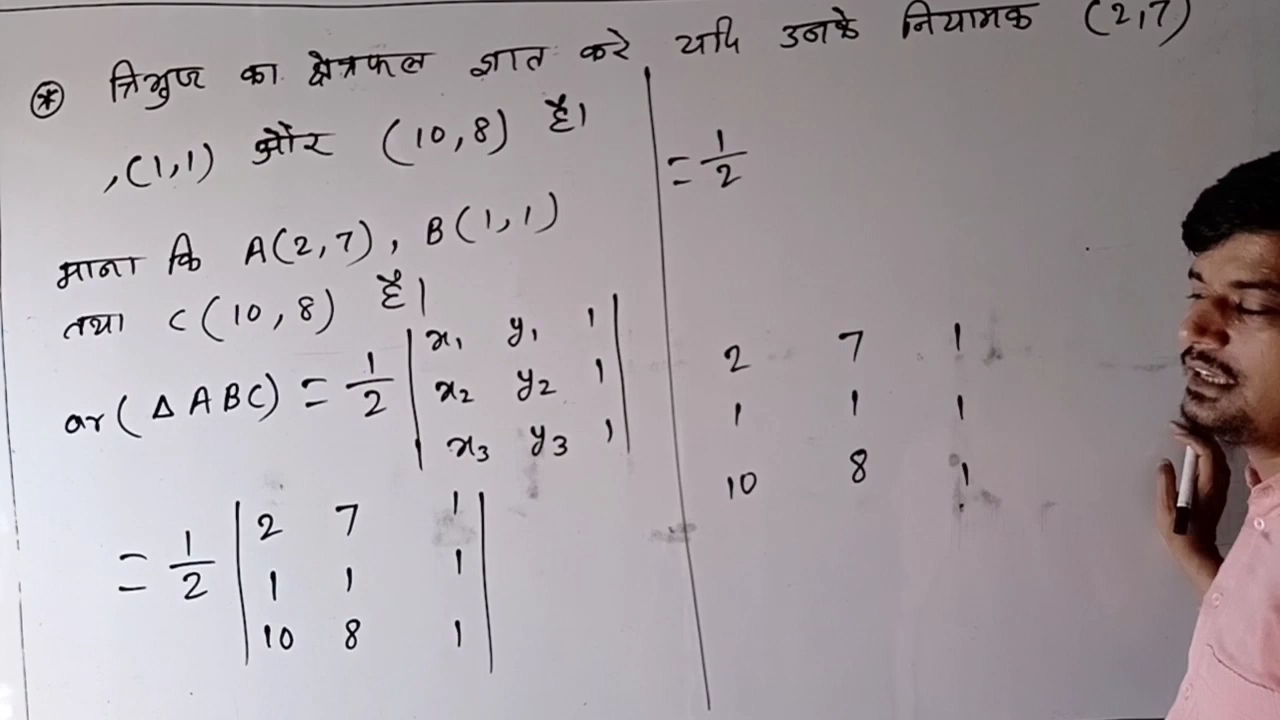 * त्रिभुज का क्षेत्रफल ज्ञात करे यदि उनके नियामक (2,7)
,(1,1) और (10,8) है।
माना कि A(2,7), B(1,1)
तथा C(10,8) है।
ar(ΔABC) = 1/2 | x₁ y₁ 1 |
| x₂ y₂ 1 |
| x₃ y₃ 1 |
= 1/2 | 2 7 1 |
| 1 1 1 |
| 10 8 1 |
= 1/2
2 7 1
1 1 1
10 8 1